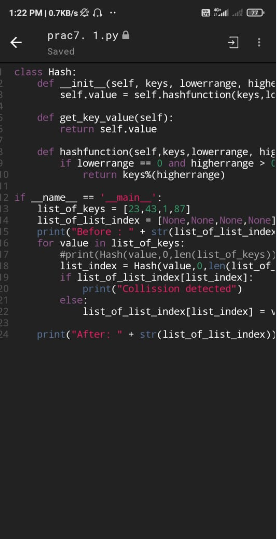 1:22 PM | 0.7KB/s
77
prac7. 1.py
Saved
1 class Hash:
2 def __init__(self, keys, lowerrange, highe
3 self.value = self.hashfunction(keys,lo
4
5 def get_key_value(self):
6 return self.value
7
8 def hashfunction(self,keys,lowerrange, hig
9 if lowerrange == 0 and higherrange > 0
10 return keys%(higherrange)
11
12 if __name__ == '__main__':
13 list_of_keys = [23,43,1,87]
14 list_of_list_index = [None,None,None,None]
15 print("Before : " + str(list_of_list_index
16 for value in list_of_keys:
17 #print(Hash(value,0,len(list_of_keys))
18 list_index = Hash(value,0,len(list_of_
19 if list_of_list_index[list_index]:
20 print("Collission detected")
21 else:
22 list_of_list_index[list_index] = v
23
24 print("After: " + str(list_of_list_index))